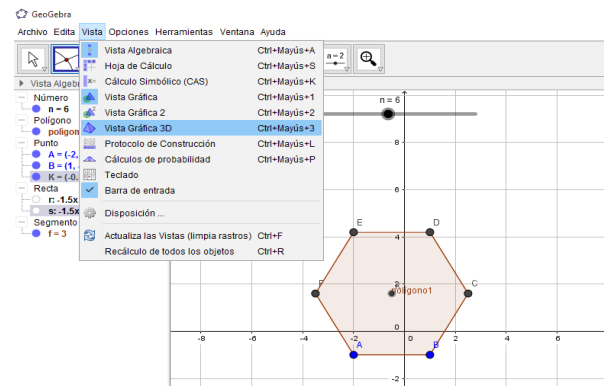 GeoGebra
Archivo Edita Vista Opciones Herramientas Ventana Ayuda
a=2
Vista Algebraica Ctrl+Mayús+A
Hoja de Cálculo Ctrl+Mayús+S
x= Cálculo Simbólico (CAS) Ctrl+Mayús+K
Vista Gráfica Ctrl+Mayús+1
Vista Gráfica 2 Ctrl+Mayús+2
Vista Gráfica 3D Ctrl+Mayús+3
Protocolo de Construcción Ctrl+Mayús+L
Cálculos de probabilidad Ctrl+Mayús+P
Teclado
Barra de entrada
Disposición ...
Actualiza las Vistas (limpia rastros) Ctrl+F
Recálculo de todos los objetos Ctrl+R
Vista Algeb
Número
n = 6
Polígono
polígon
Punto
A = (-2,
B = (1,
K = (-0.
Recta
r: -1.5x
s: -1.5x
Segmento
f = 3
n = 6
8
6
E D
4
F C
2
polígono1
0
-8 -6 -4 A 0 B 2 4 6
-2